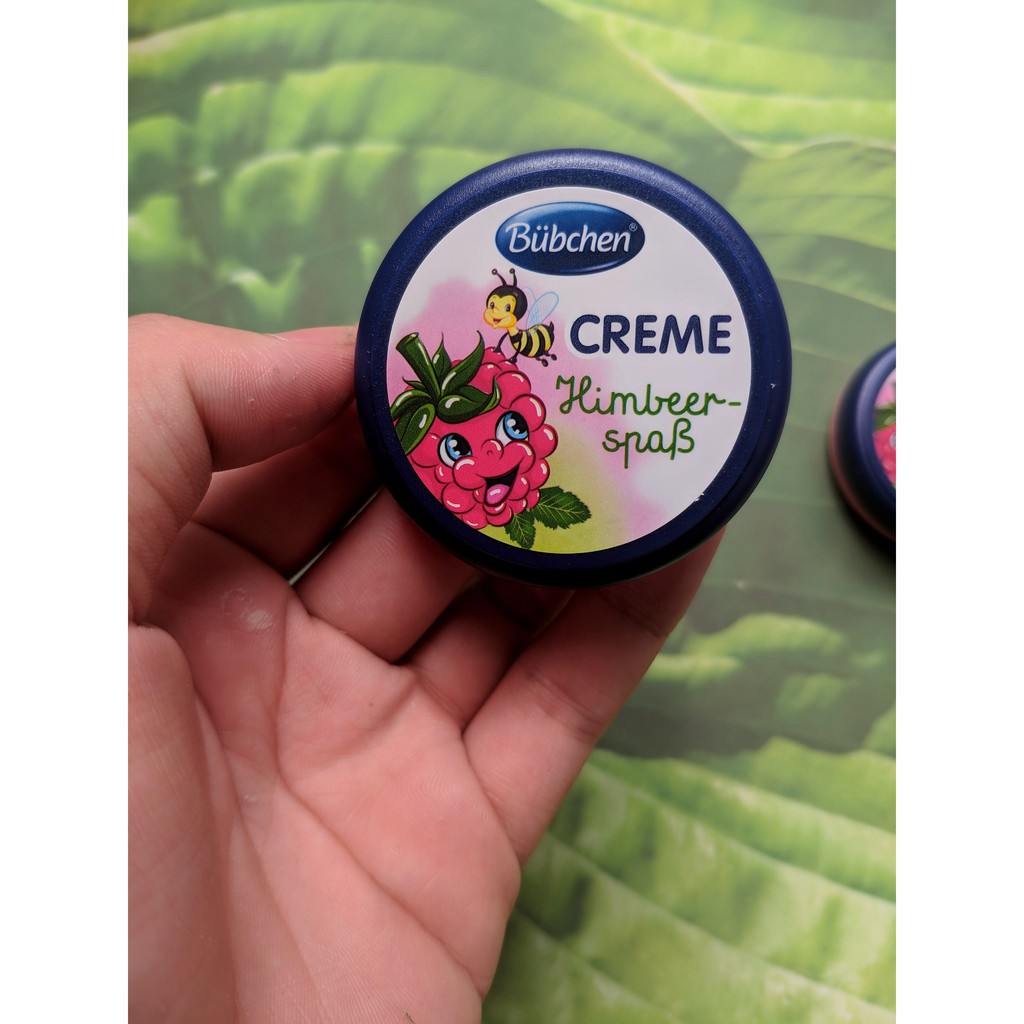 Bübchen®
CREME
Himbeer-
spaß